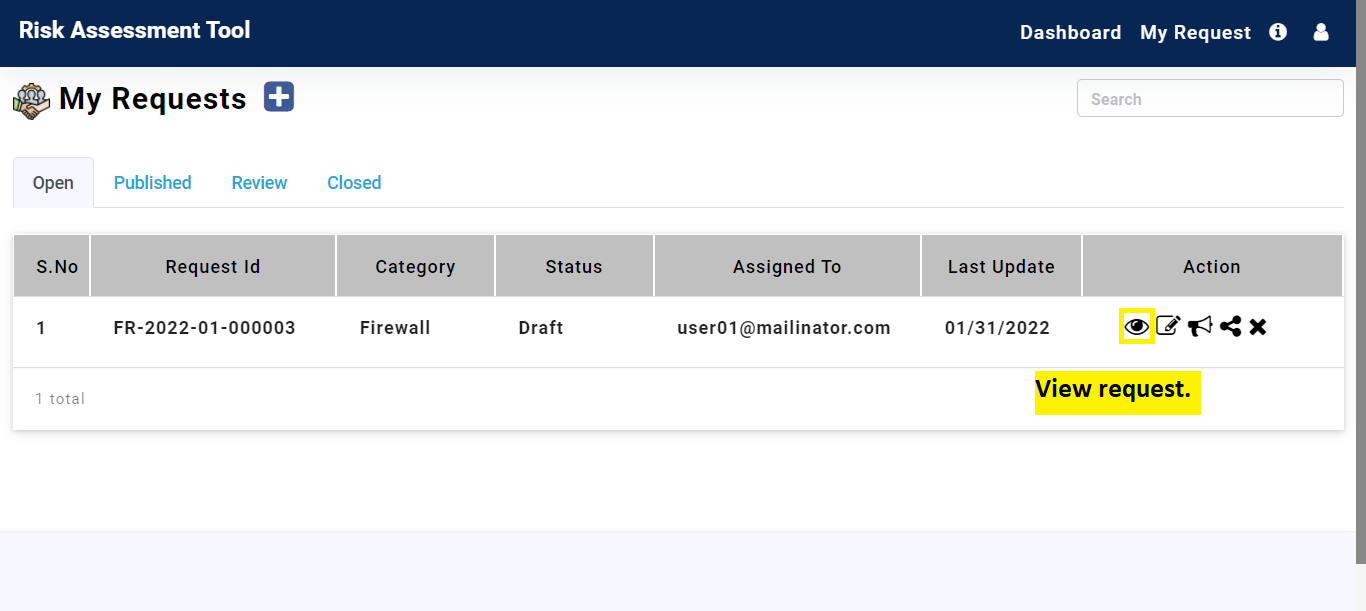 Risk Assessment Tool
Dashboard My Request
My Requests
Search
Open Published Review Closed
S.No Request Id Category Status Assigned To Last Update Action
1 FR-2022-01-000003 Firewall Draft user01@mailinator.com 01/31/2022
View request.
1 total